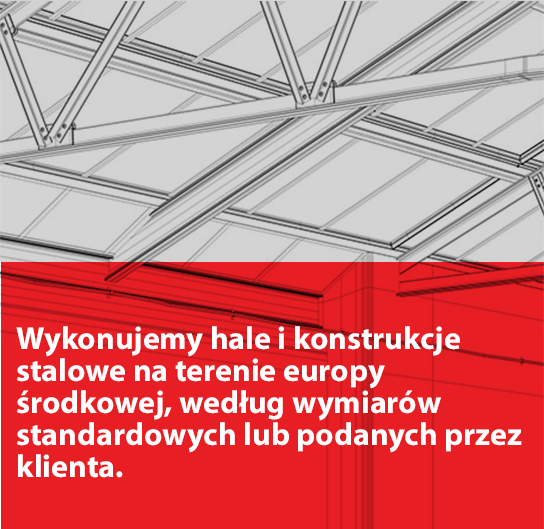 Wykonujemy hale i konstrukcje
stalowe na terenie europy
środkowej, według wymiarów
standardowych lub podanych przez
klienta.